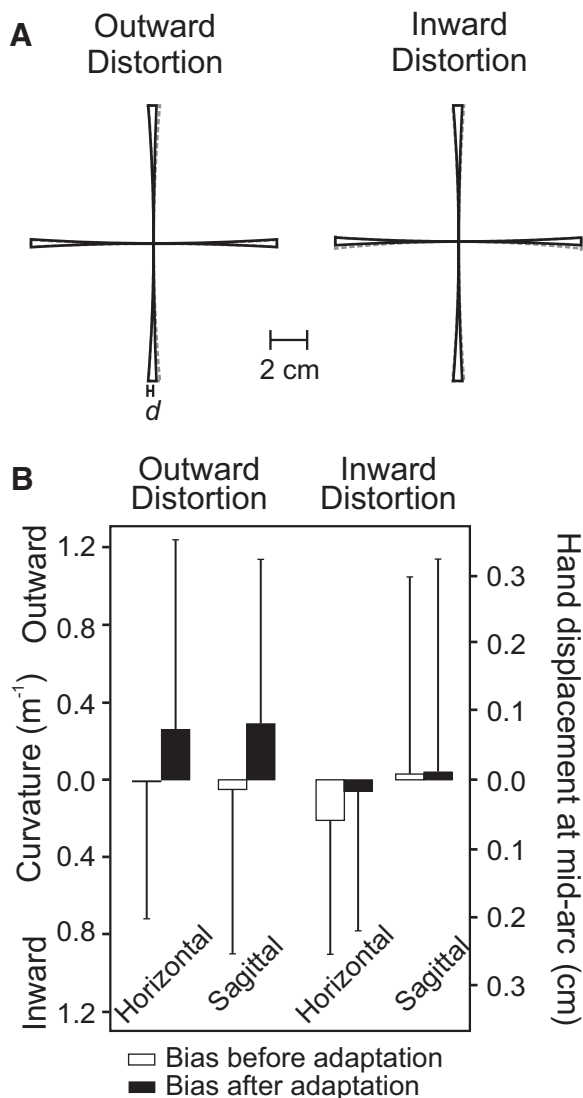 A
Outward
Distortion
Inward
Distortion
2 cm
d
B
Outward
Distortion
Inward
Distortion
Outward
Curvature (m⁻¹)
Inward
1.2
0.8
0.4
0.0
0.4
0.8
1.2
0.3
0.2
0.1
0.0
0.1
0.2
0.3
Hand displacement at mid-arc (cm)
Horizontal
Sagittal
Horizontal
Sagittal
Bias before adaptation
Bias after adaptation